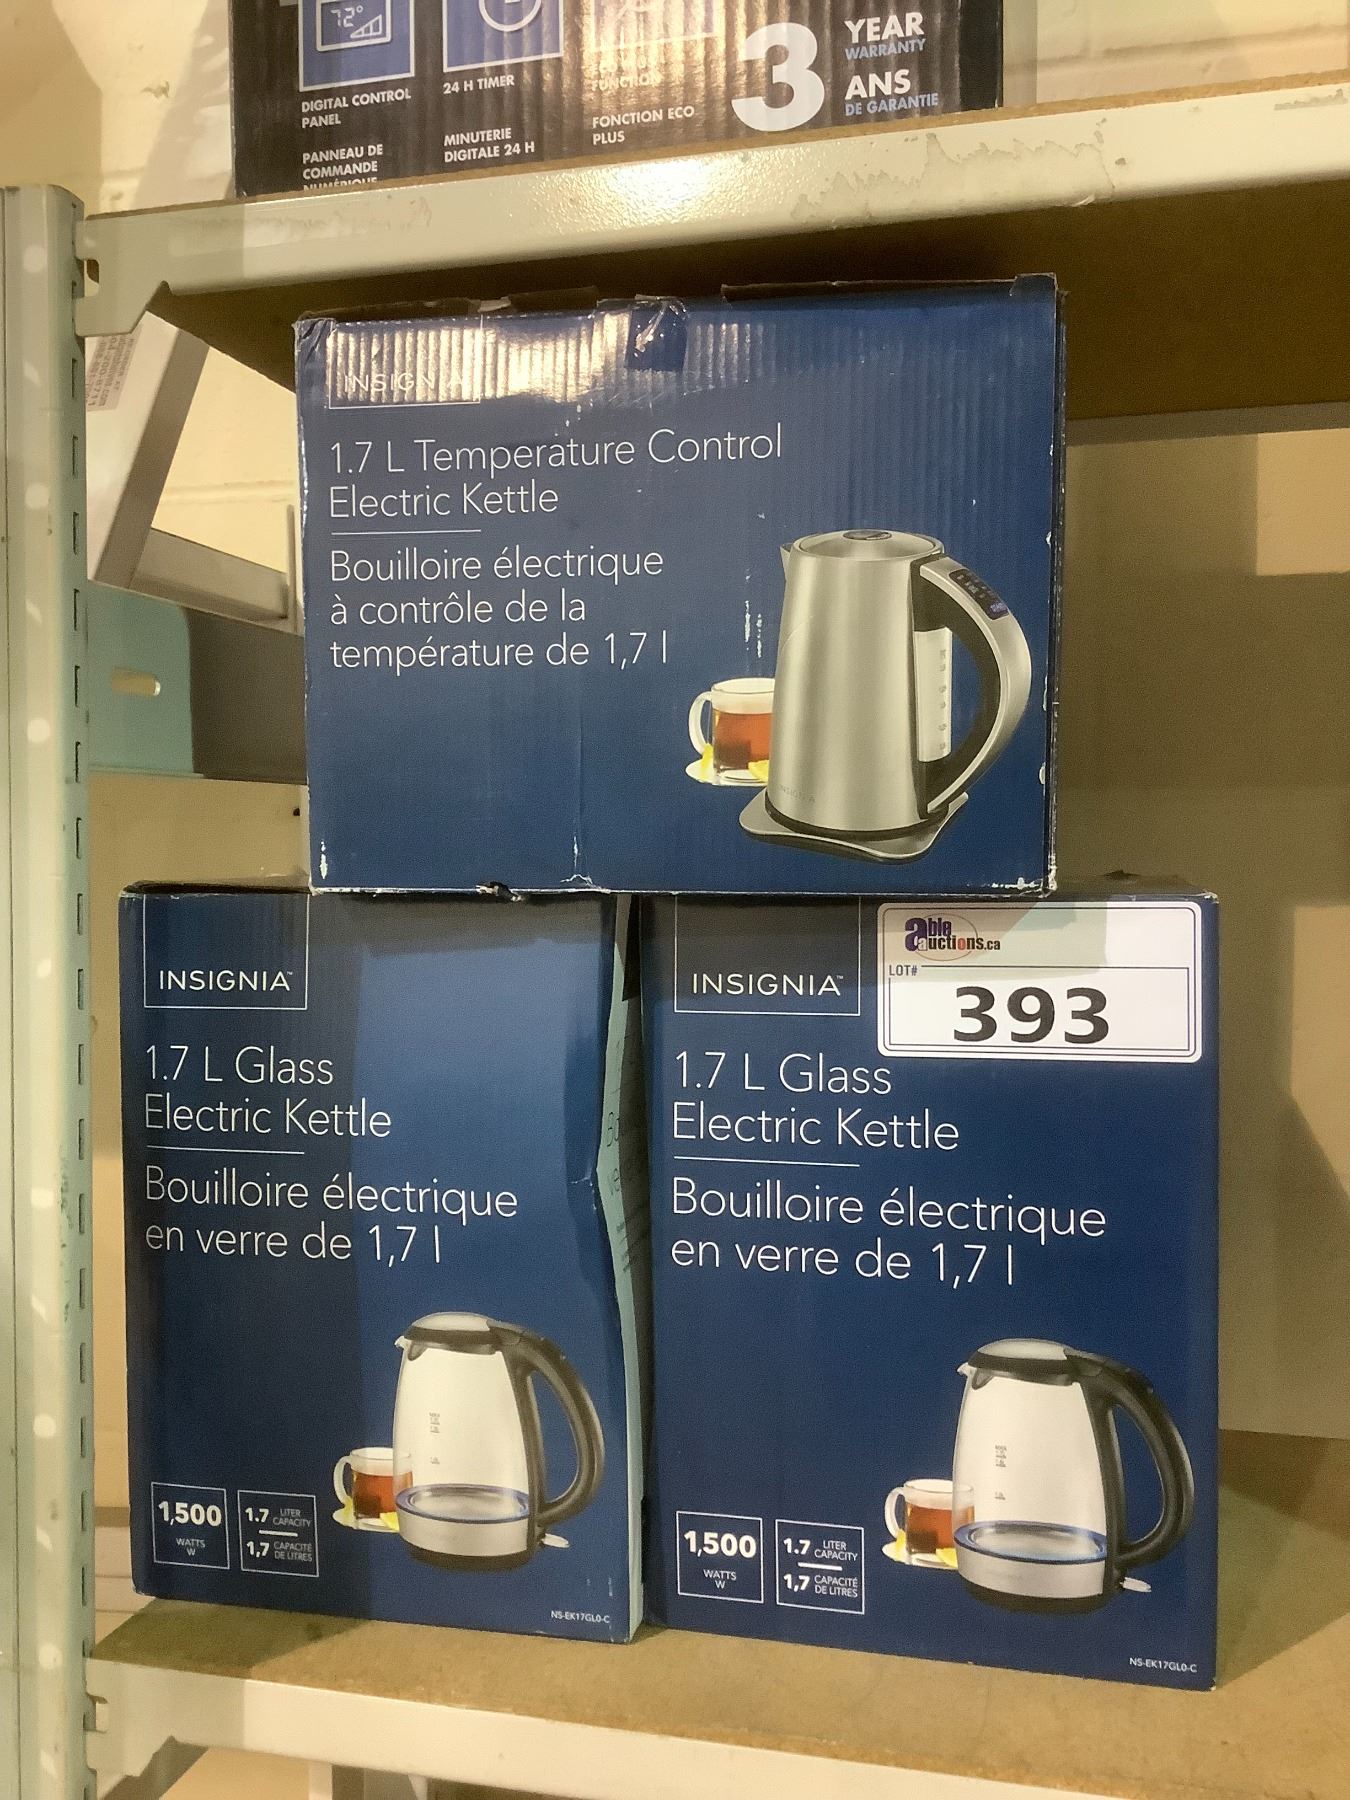 72°
DIGITAL CONTROL
PANEL
PANNEAU DE
COMMANDE
NUMÉRIQUE
24 H TIMER
MINUTERIE
DIGITALE 24 H
FUNCTION
FONCTION ECO
PLUS
3
YEAR
WARRANTY
ANS
DE GARANTIE
INSIGNIA
1.7 L Temperature Control
Electric Kettle
Bouilloire électrique
à contrôle de la
température de 1,7 l
INSIGNIA
INSIGNIA™
1.7 L Glass
Electric Kettle
Bouilloire électrique
en verre de 1,7 l
1,500
WATTS
W
1.7 LITER
CAPACITY
1,7 CAPACITÉ
DE LITRES
NS-EK17GL0-C
INSIGNIA™
able
auctions.ca
LOT#
393
1.7 L Glass
Electric Kettle
Bouilloire électrique
en verre de 1,7 l
1,500
WATTS
W
1.7 LITER
CAPACITY
1,7 CAPACITÉ
DE LITRES
NS-EK17GL0-C